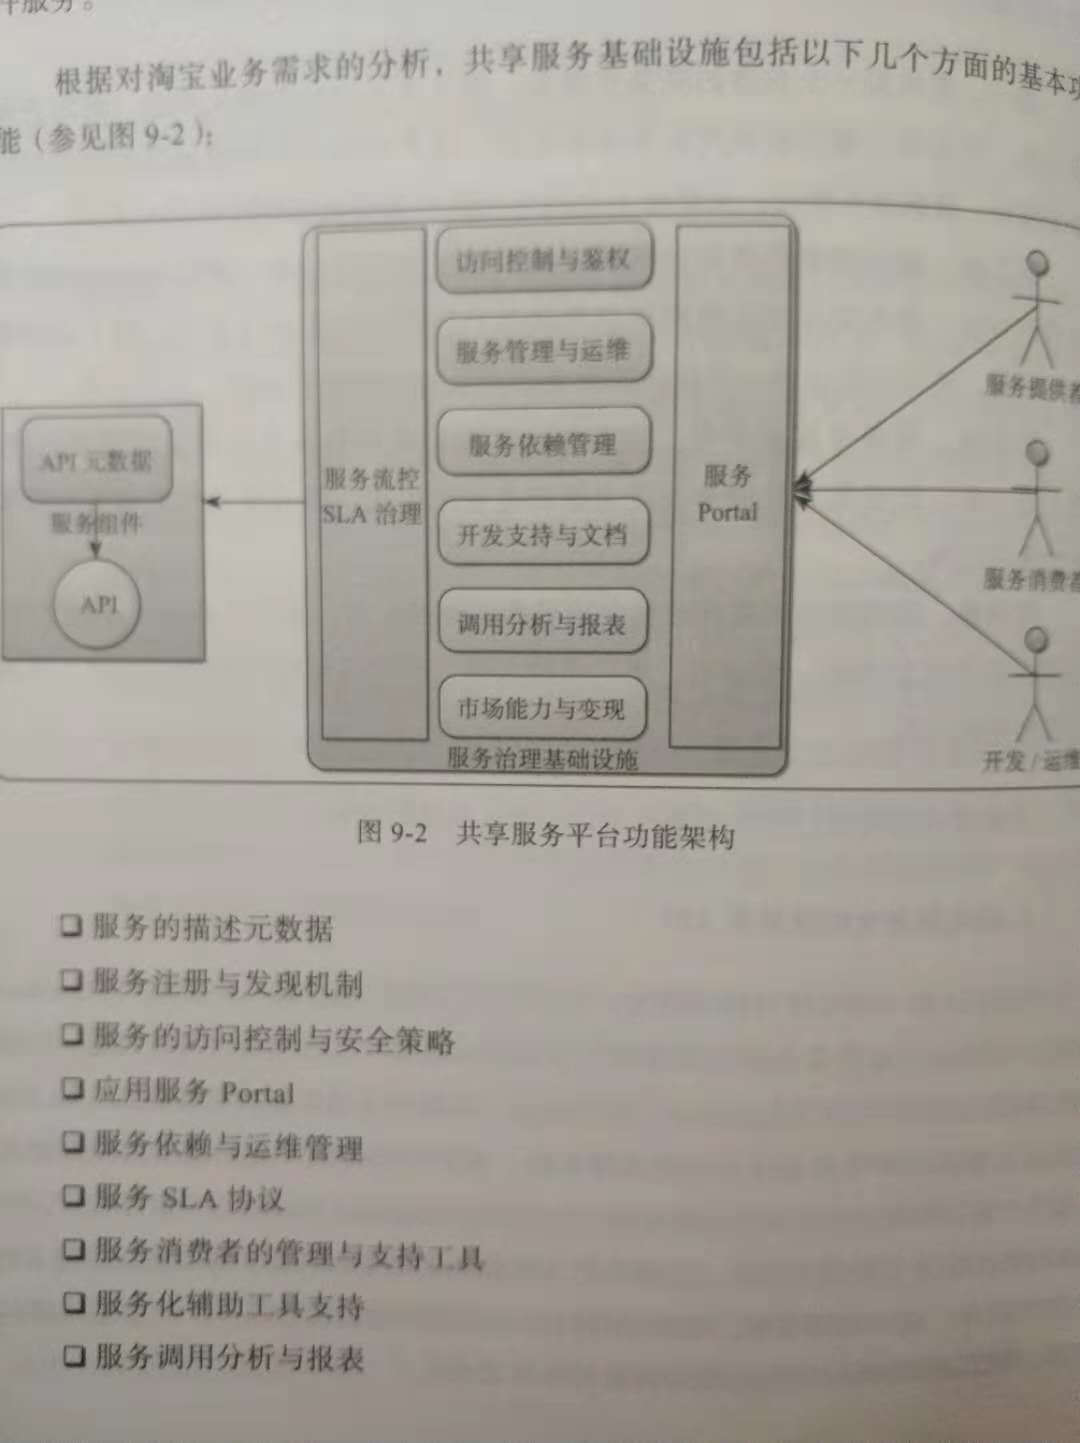 件服务。
根据对淘宝业务需求的分析，共享服务基础设施包括以下几个方面的基本功
能（参见图 9-2）：
访问控制与鉴权
服务管理与运维
服务提供者
API 元数据
服务依赖管理
服务流控
SLA 治理
服务
Portal
服务组件
开发支持与文档
服务消费者
API
调用分析与报表
市场能力与变现
服务治理基础设施
开发/运维
图 9-2 共享服务平台功能架构
❑ 服务的描述元数据
❑ 服务注册与发现机制
❑ 服务的访问控制与安全策略
❑ 应用服务 Portal
❑ 服务依赖与运维管理
❑ 服务 SLA 协议
❑ 服务消费者的管理与支持工具
❑ 服务化辅助工具支持
❑ 服务调用分析与报表